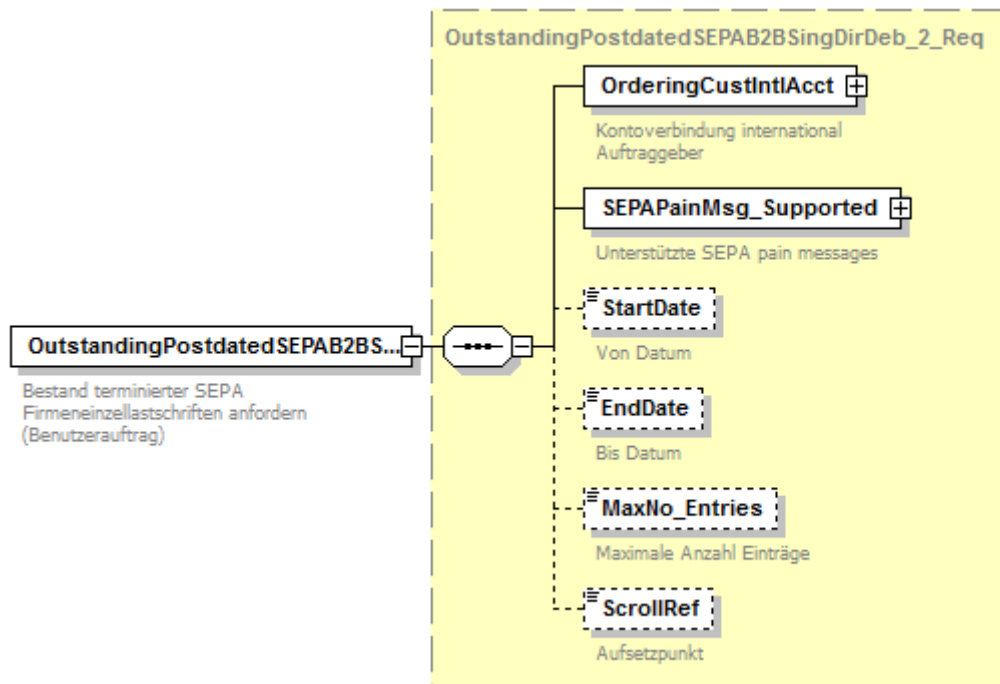 OutstandingPostdatedSEPAB2BSingDirDeb_2_Req
OrderingCustIntlAcct
Kontoverbindung international
Auftraggeber
SEPAPainMsg_Supported
Unterstützte SEPA pain messages
StartDate
Von Datum
OutstandingPostdatedSEPAB2BS...
Bestand terminierter SEPA
Firmeneinzellastschriften anfordern
(Benutzerauftrag)
EndDate
Bis Datum
MaxNo_Entries
Maximale Anzahl Einträge
ScrollRef
Aufsetzpunkt